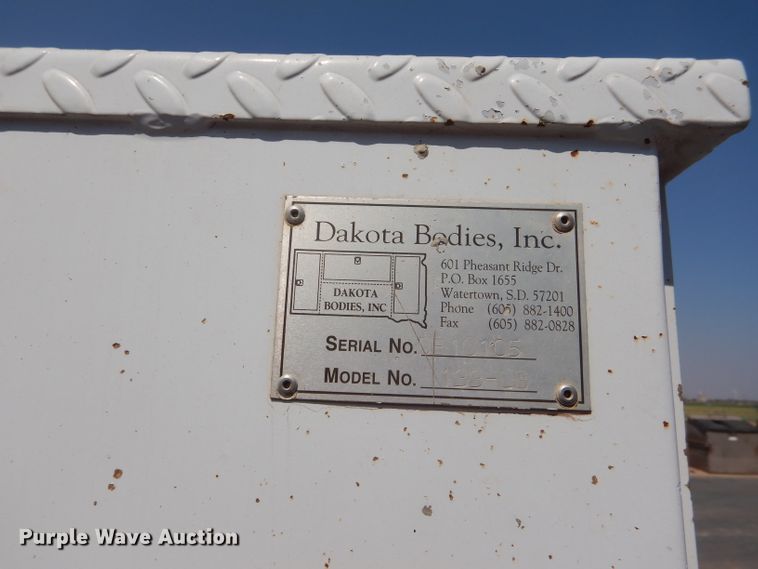 Dakota Bodies, Inc.
601 Pheasant Ridge Dr.
P.O. Box 1655
Watertown, S.D. 57201
Phone (605) 882-1400
Fax (605) 882-0828
DAKOTA
BODIES, INC
SERIAL NO.
MODEL NO.
Purple Wave Auction